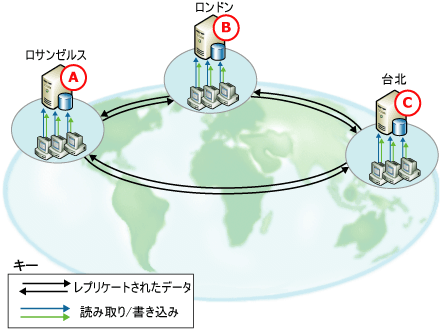 ロンドン
B
ロサンゼルス
A
台北
C
キー
レプリケートされたデータ
読み取り/書き込み